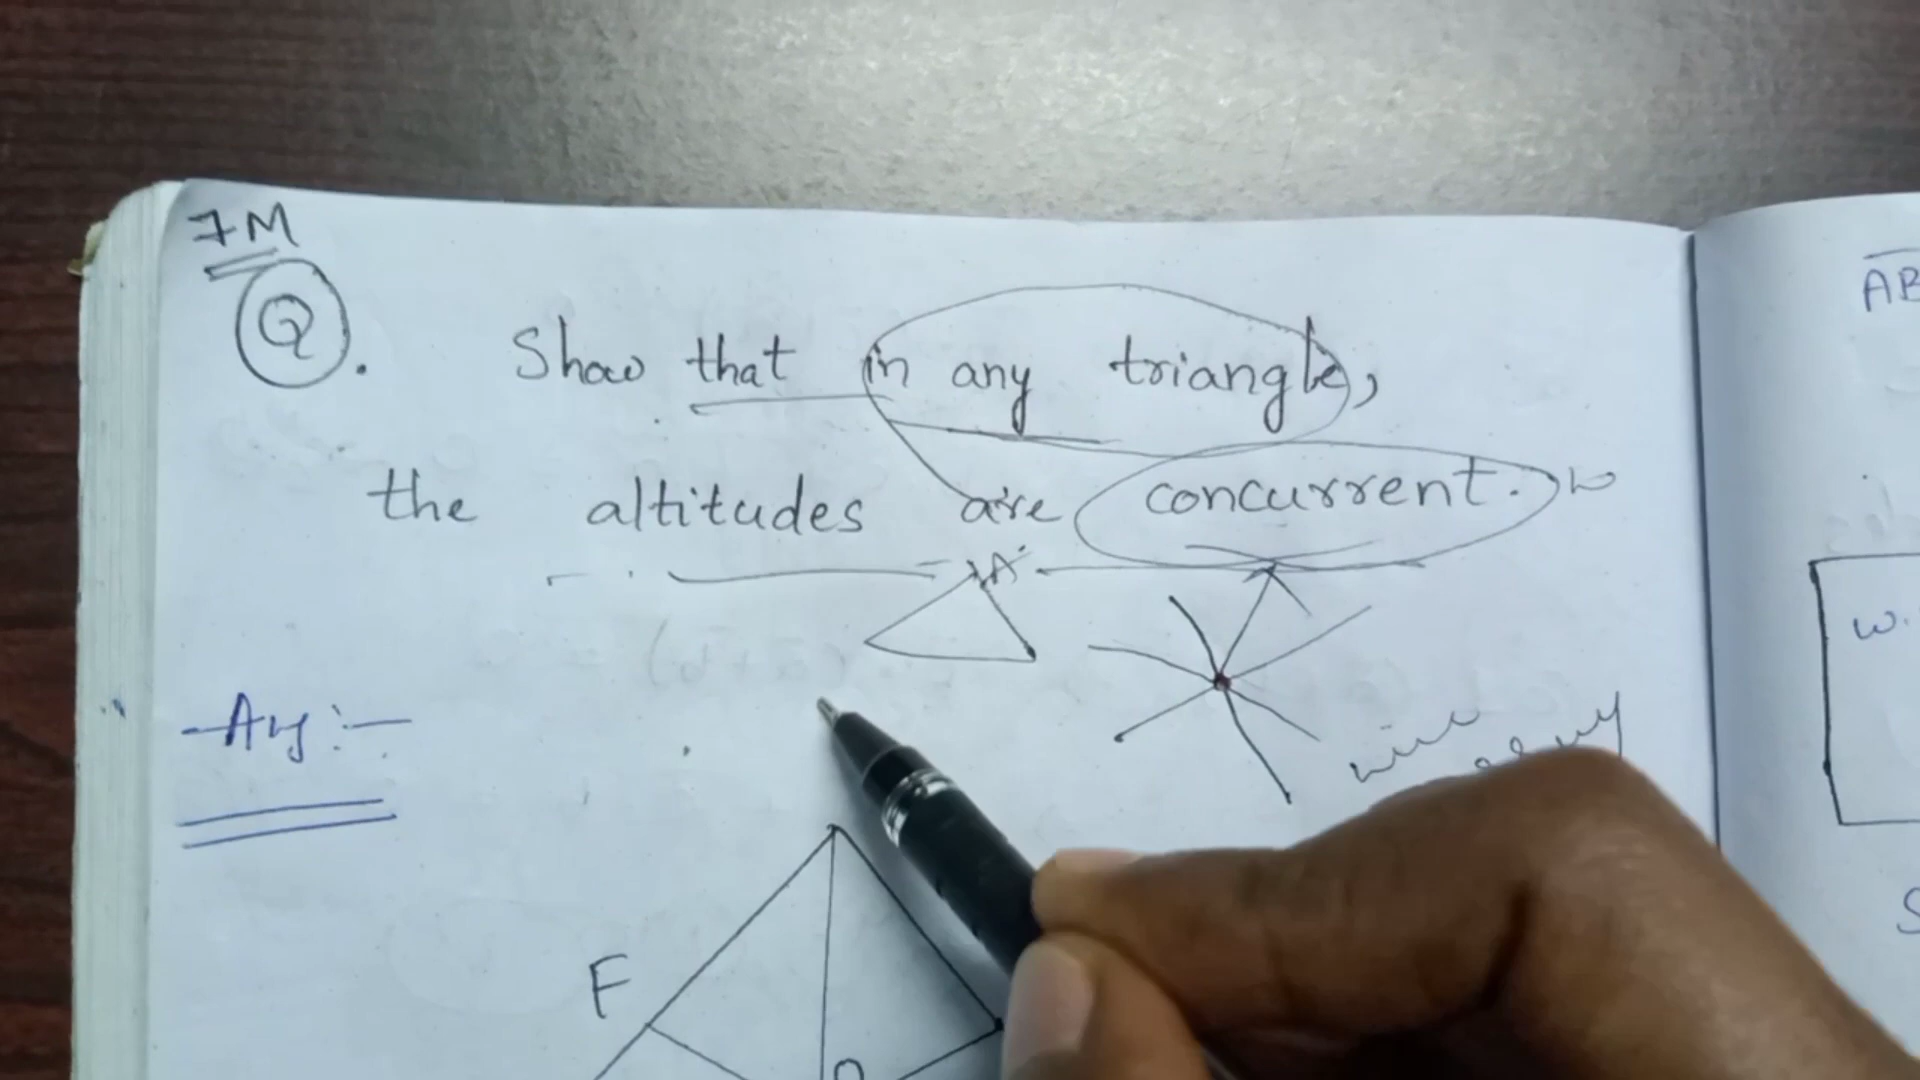 7M
Q. Show that in any triangle,
the altitudes are concurrent.
A
Ans:-
F
O
AB
w.
S